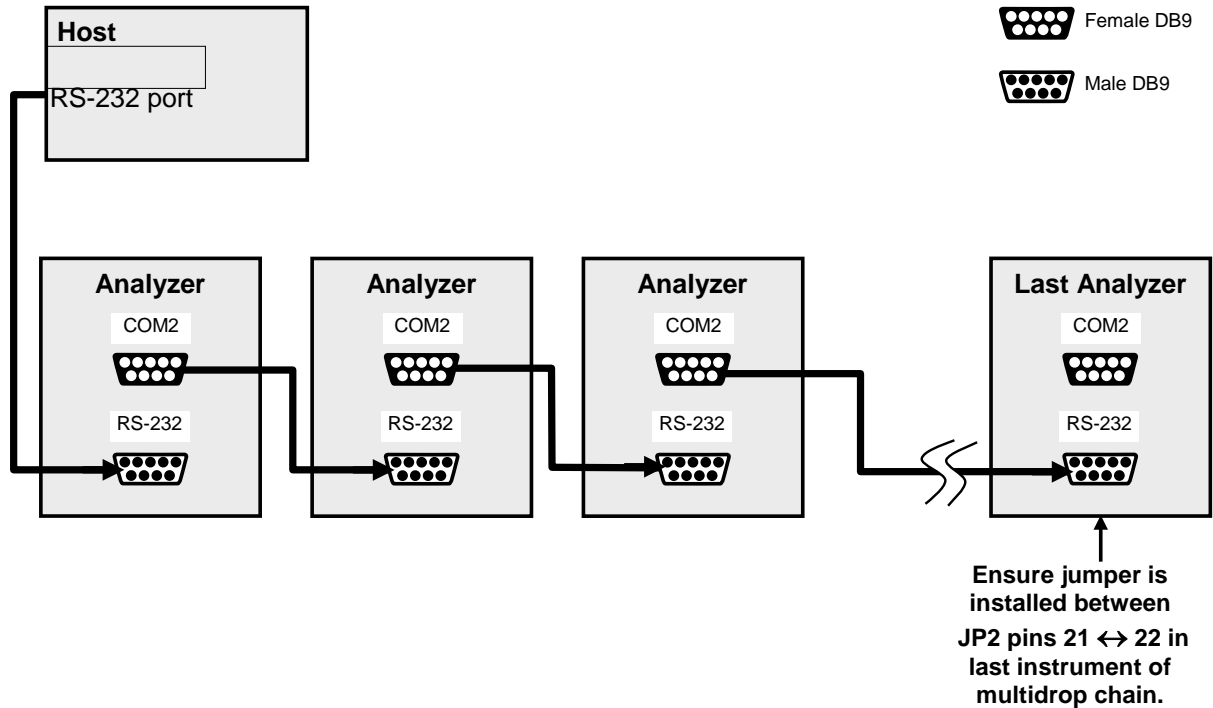 Host
RS-232 port
Female DB9
Male DB9
Analyzer
COM2
RS-232
Analyzer
COM2
RS-232
Analyzer
COM2
RS-232
Last Analyzer
COM2
RS-232
Ensure jumper is
installed between
JP2 pins 21 ↔ 22 in
last instrument of
multidrop chain.